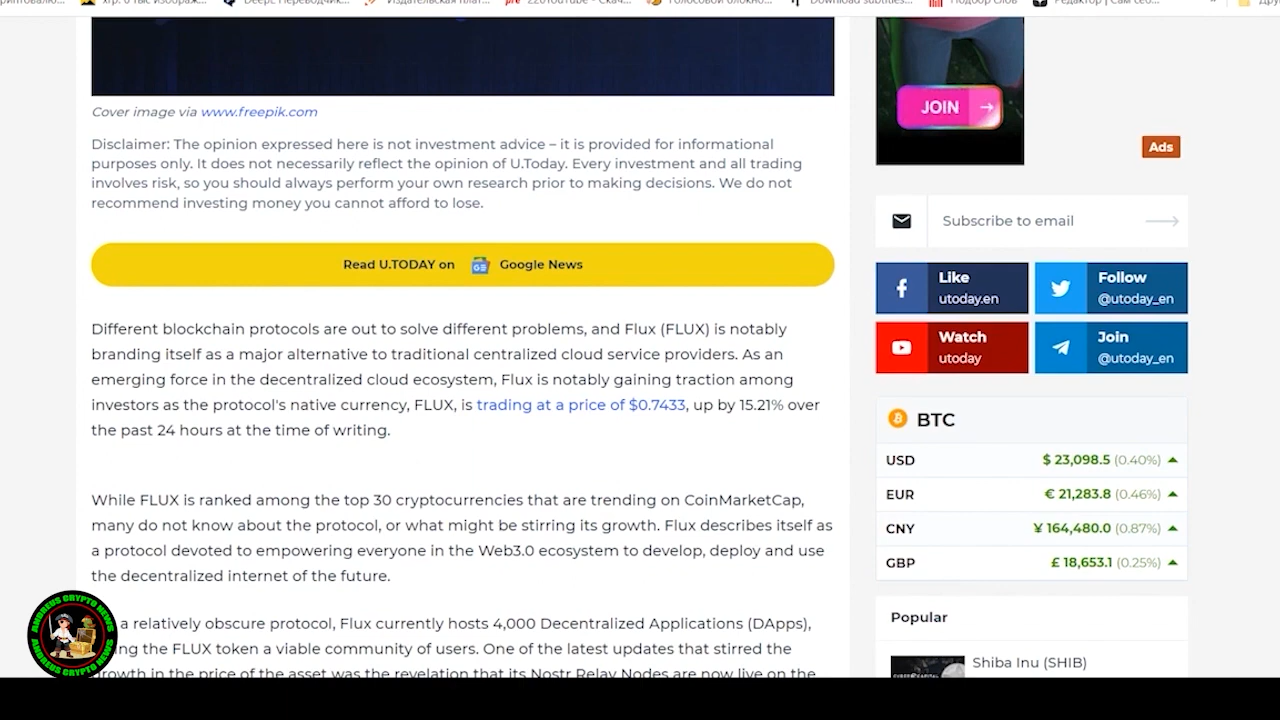 Cover image via www.freepik.com
Disclaimer: The opinion expressed here is not investment advice – it is provided for informational
purposes only. It does not necessarily reflect the opinion of U.Today. Every investment and all trading
involves risk, so you should always perform your own research prior to making decisions. We do not
recommend investing money you cannot afford to lose.
Read U.TODAY on GE Google News
Different blockchain protocols are out to solve different problems, and Flux (FLUX) is notably
branding itself as a major alternative to traditional centralized cloud service providers. As an
emerging force in the decentralized cloud ecosystem, Flux is notably gaining traction among
investors as the protocol's native currency, FLUX, is trading at a price of $0.7433, up by 15.21% over
the past 24 hours at the time of writing.
While FLUX is ranked among the top 30 cryptocurrencies that are trending on CoinMarketCap,
many do not know about the protocol, or what might be stirring its growth. Flux describes itself as
a protocol devoted to empowering everyone in the Web3.0 ecosystem to develop, deploy and use
the decentralized internet of the future.
a relatively obscure protocol, Flux currently hosts 4,000 Decentralized Applications (DApps),
the FLUX token a viable community of users. One of the latest updates that stirred the
growth in the price of the asset was the revelation that its Nostr Relay Nodes are now live on the
ANDREUS CRYPTO NEWS
ANDREUS CRYPTO NEWS
JOIN
Ads
Subscribe to email
Like
utoday.en
Follow
@utoday_en
Watch
utoday
Join
@utoday_en
BTC
USD $ 23,098.5 (0.40%)
EUR € 21,283.8 (0.46%)
CNY ¥ 164,480.0 (0.87%)
GBP £ 18,653.1 (0.25%)
Popular
Shiba Inu (SHIB)